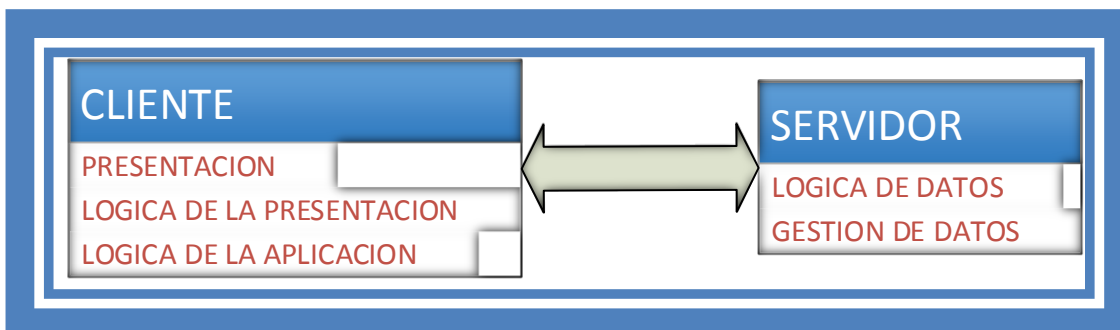 CLIENTE
PRESENTACION
LOGICA DE LA PRESENTACION
LOGICA DE LA APLICACION
SERVIDOR
LOGICA DE DATOS
GESTION DE DATOS